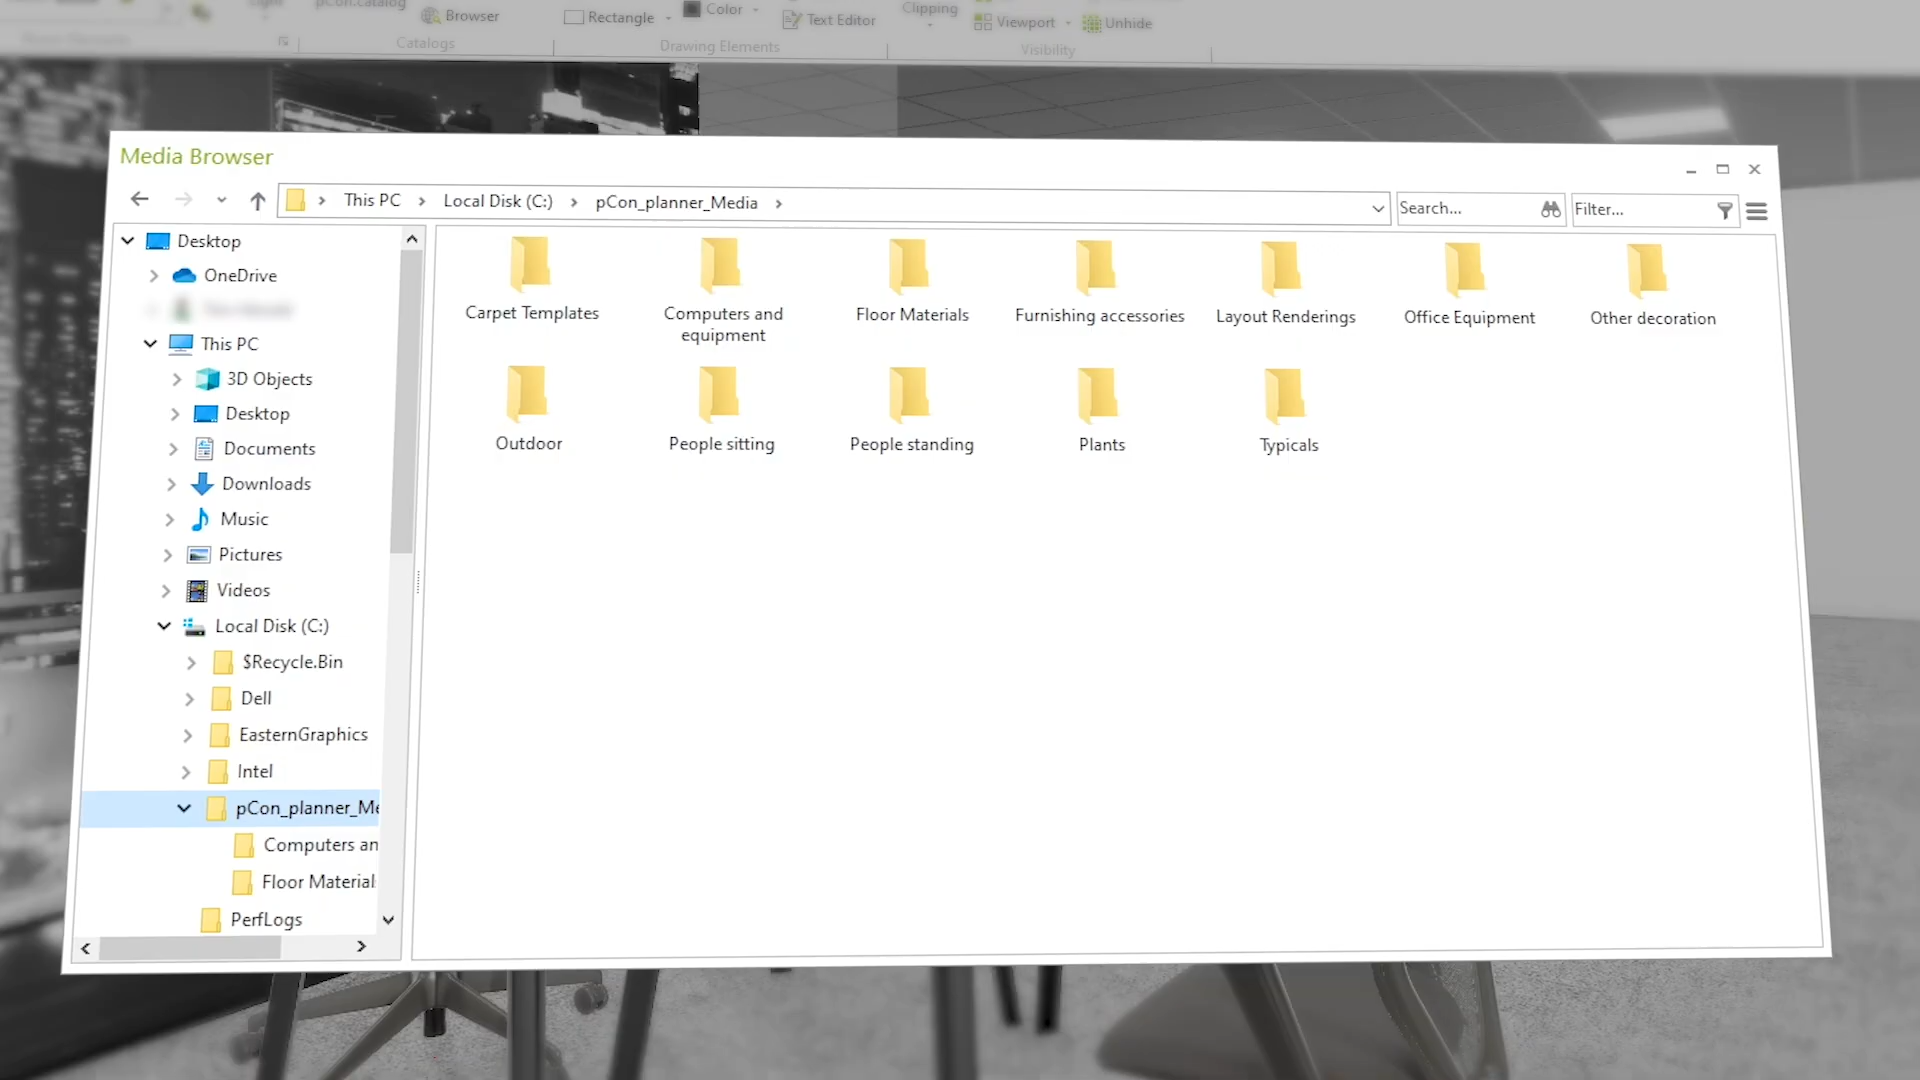 pCon.catalog
Browser
Catalogs
Rectangle
Color
Text Editor
Drawing Elements
Clipping
Viewport
Unhide
Visibility
Media Browser
This PC
Local Disk (C:)
pCon_planner_Media
Search...
Filter...
Desktop
OneDrive
This PC
3D Objects
Desktop
Documents
Downloads
Music
Pictures
Videos
Local Disk (C:)
$Recycle.Bin
Dell
EasternGraphics
Intel
pCon_planner_Me
Computers an
Floor Material
PerfLogs
Carpet Templates
Computers and
equipment
Floor Materials
Furnishing accessories
Layout Renderings
Office Equipment
Other decoration
Outdoor
People sitting
People standing
Plants
Typicals